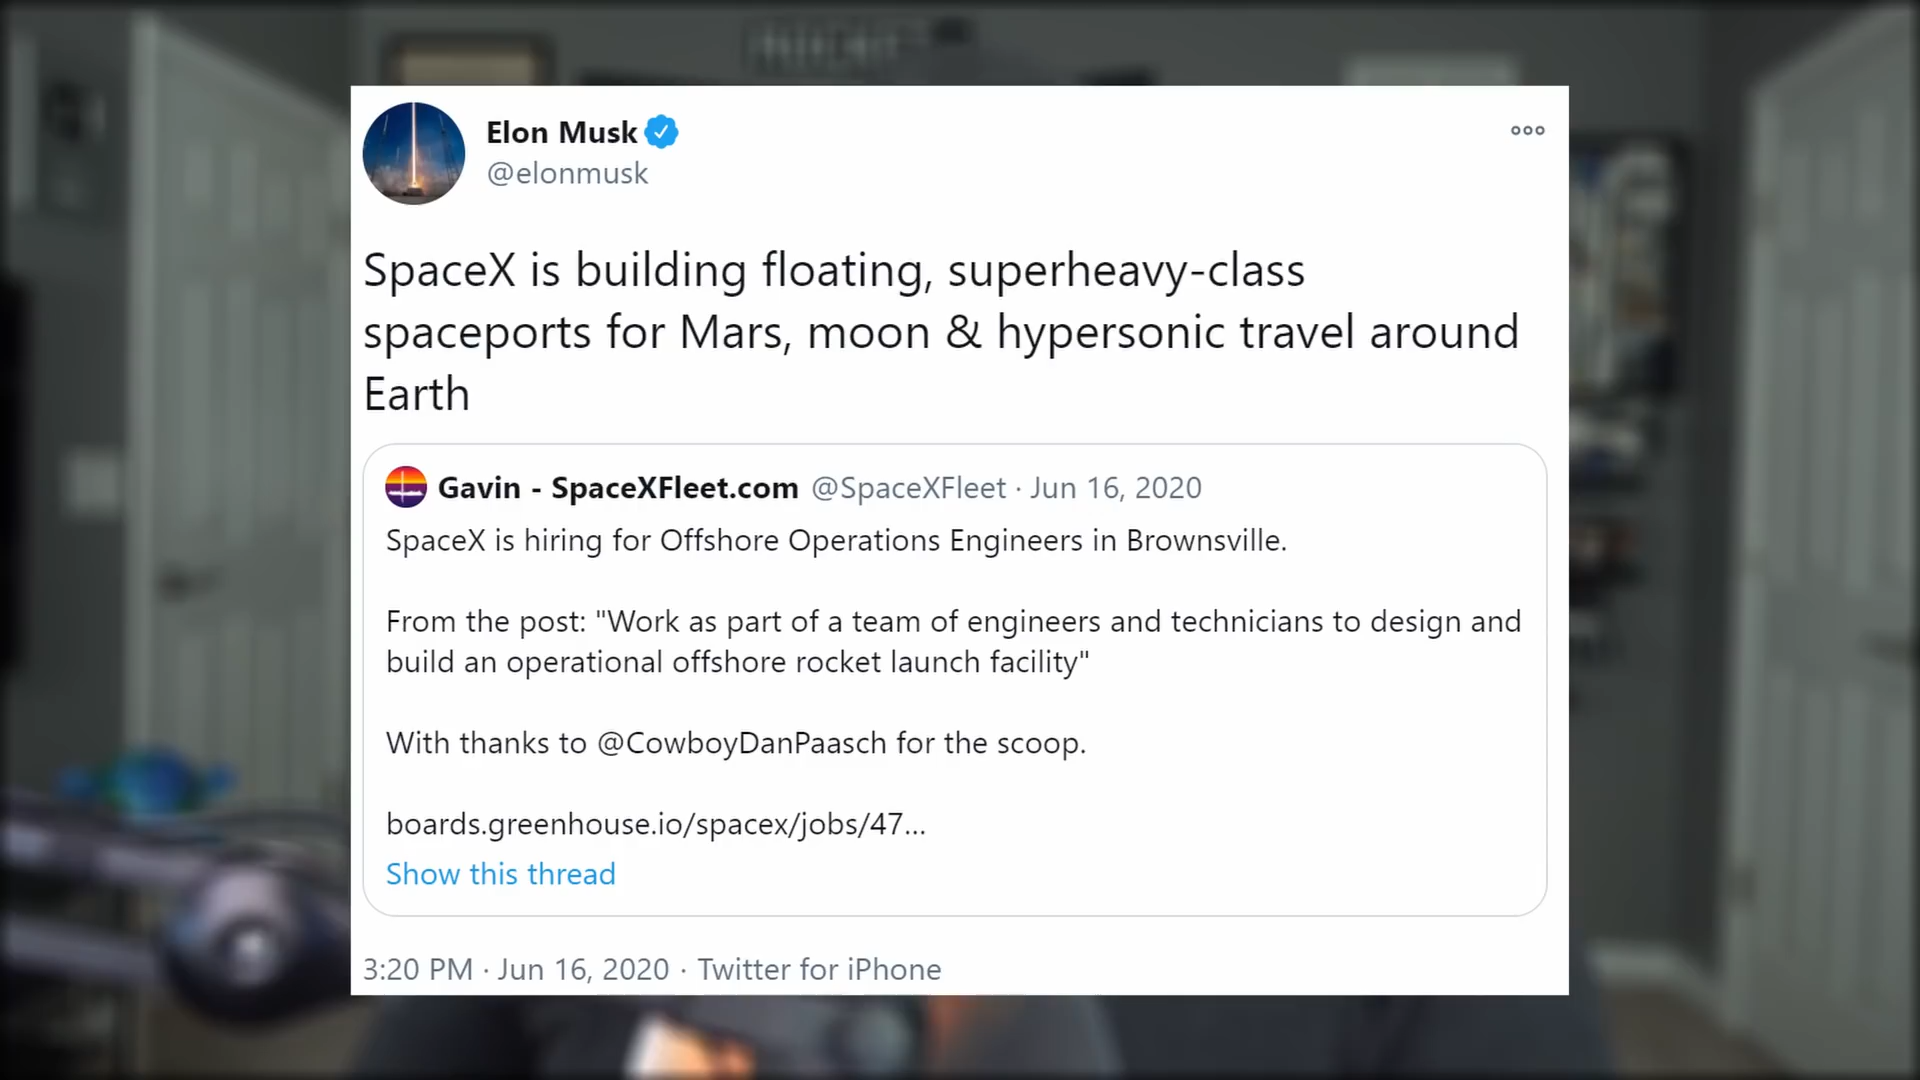 Elon Musk
@elonmusk
SpaceX is building floating, superheavy-class
spaceports for Mars, moon & hypersonic travel around
Earth
Gavin - SpaceXFleet.com @SpaceXFleet · Jun 16, 2020
SpaceX is hiring for Offshore Operations Engineers in Brownsville.
From the post: "Work as part of a team of engineers and technicians to design and
build an operational offshore rocket launch facility"
With thanks to @CowboyDanPaasch for the scoop.
boards.greenhouse.io/spacex/jobs/47...
Show this thread
3:20 PM · Jun 16, 2020 · Twitter for iPhone